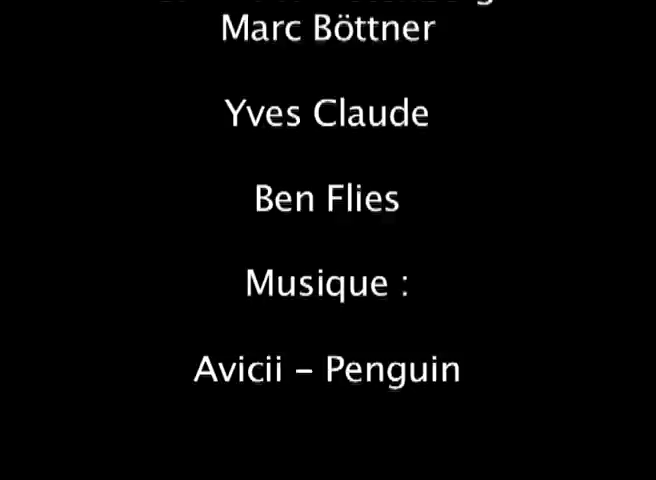 Marc Böttner
Yves Claude
Ben Flies
Musique :
Avicii – Penguin